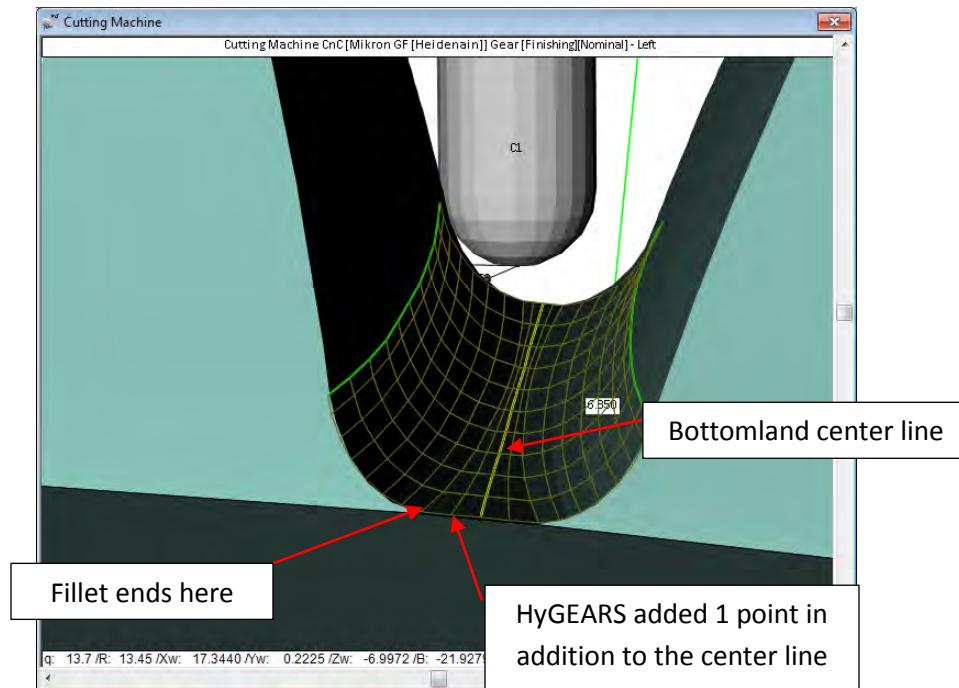 Cutting Machine
Cutting Machine CnC [Mikron GF [Heidenain]] Gear [Finishing][Nominal] - Left
C1
6.350
Bottomland center line
Fillet ends here
HyGEARS added 1 point in
addition to the center line
q: 13.7 /R: 13.45 /Xw: 17.3440 /Yw: 0.2225 /Zw: -6.9972 /B: -21.927